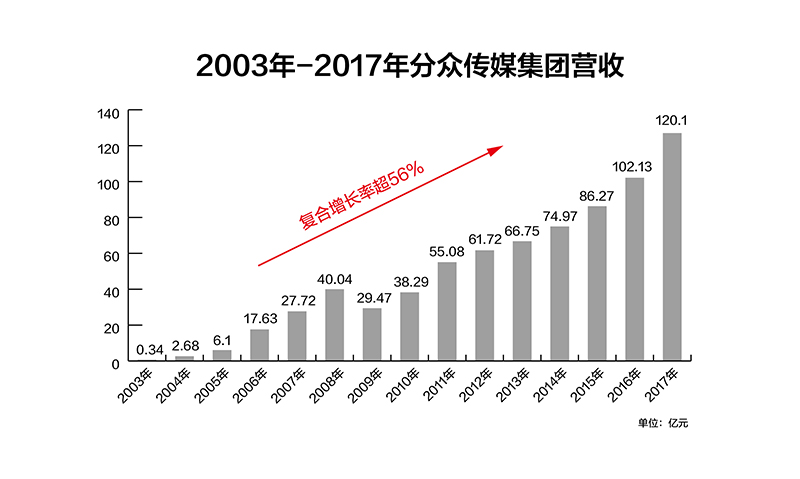 2003年-2017年分众传媒集团营收
140
120
100
80
60
40
20
0
复合增长率超56%
0.34
2.68
6.1
17.63
27.72
40.04
29.47
38.29
55.08
61.72
66.75
74.97
86.27
102.13
120.1
2003年
2004年
2005年
2006年
2007年
2008年
2009年
2010年
2011年
2012年
2013年
2014年
2015年
2016年
2017年
单位：亿元